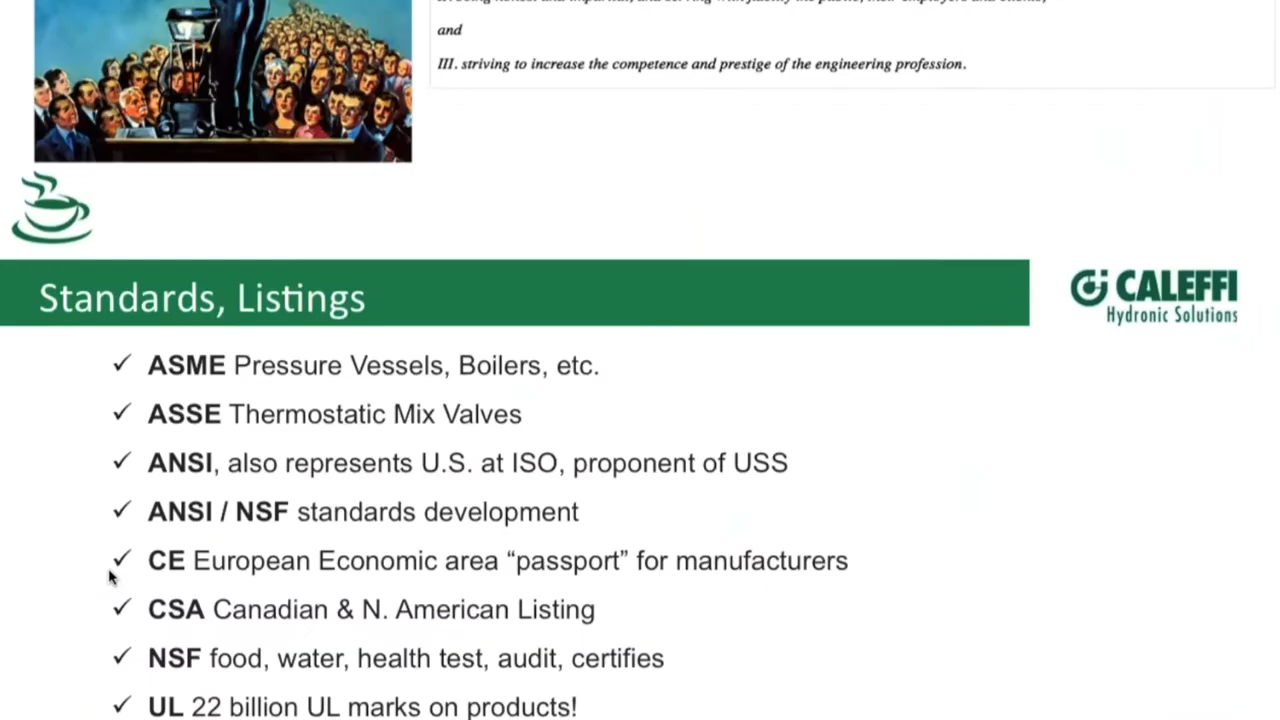 and
III. striving to increase the competence and prestige of the engineering profession.
Standards, Listings
CALEFFI
Hydronic Solutions
✓ ASME Pressure Vessels, Boilers, etc.
✓ ASSE Thermostatic Mix Valves
✓ ANSI, also represents U.S. at ISO, proponent of USS
✓ ANSI / NSF standards development
✓ CE European Economic area “passport” for manufacturers
✓ CSA Canadian & N. American Listing
✓ NSF food, water, health test, audit, certifies
✓ UL 22 billion UL marks on products!